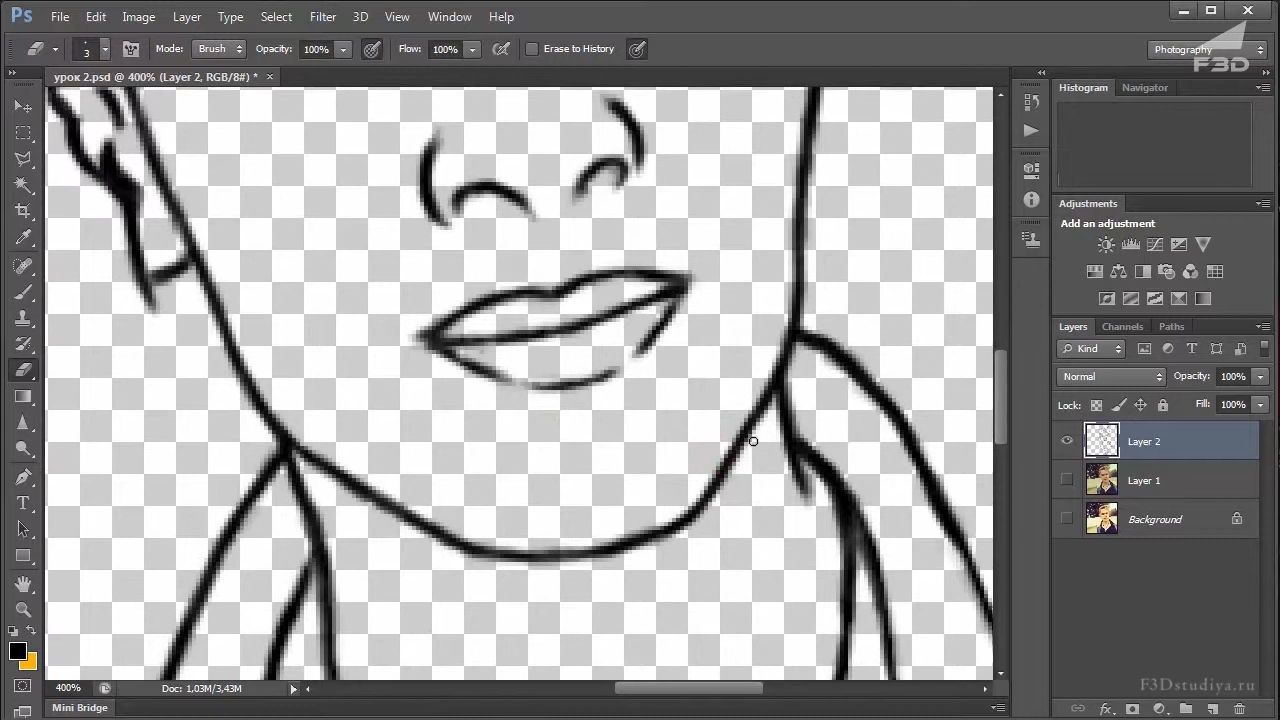 Ps File Edit Image Layer Type Select Filter 3D View Window Help
3 Mode: Brush Opacity: 100% Flow: 100% Erase to History Photography
F3D
урок 2.psd @ 400% (Layer 2, RGB/8#) * ×
Histogram Navigator
Adjustments
Add an adjustment
Layers Channels Paths
Kind
Normal Opacity: 100%
Lock: Fill: 100%
Layer 2
Layer 1
Background
400% Doc: 1,03M/3,43M
F3Dstudiya.ru
Mini Bridge